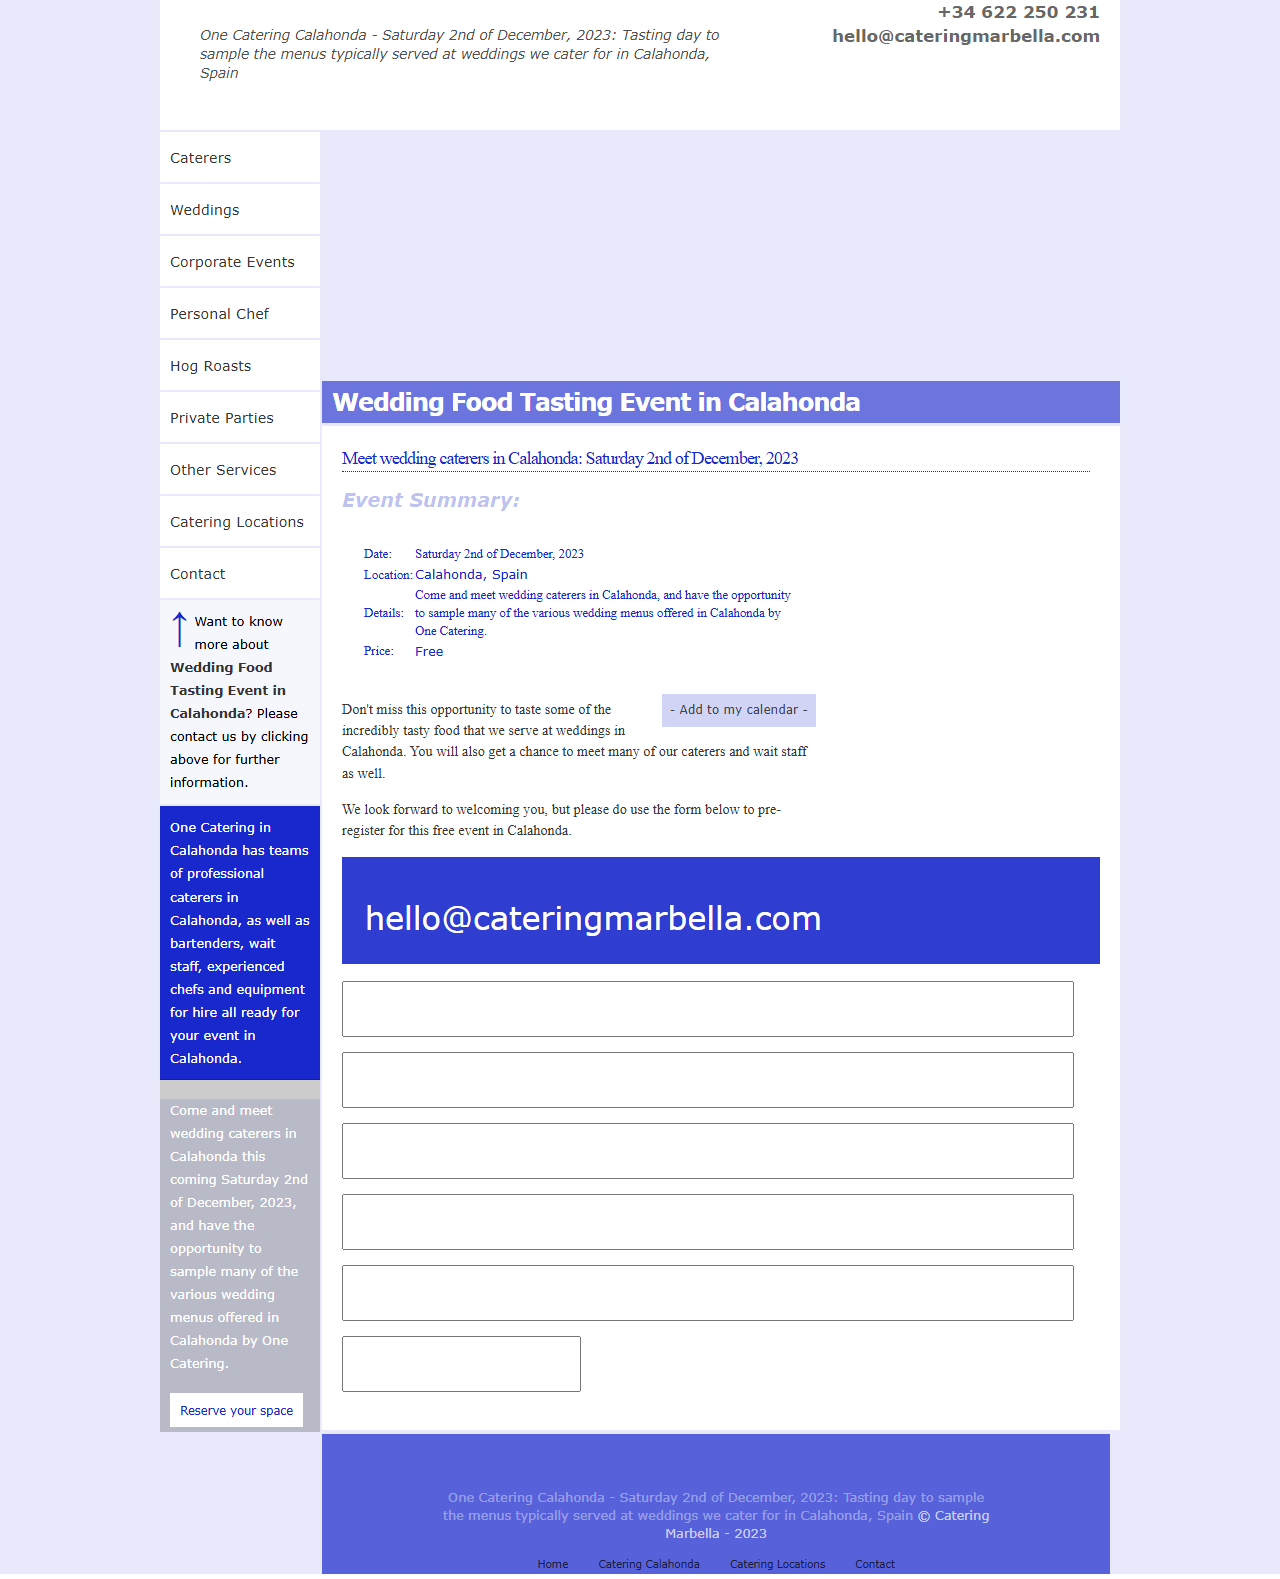 +34 622 250 231
hello@cateringmarbella.com
One Catering Calahonda - Saturday 2nd of December, 2023: Tasting day to
sample the menus typically served at weddings we cater for in Calahonda,
Spain
Caterers
Weddings
Corporate Events
Personal Chef
Hog Roasts
Private Parties
Other Services
Catering Locations
Contact
↑ Want to know
more about
Wedding Food
Tasting Event in
Calahonda? Please
contact us by clicking
above for further
information.
One Catering in
Calahonda has teams
of professional
caterers in
Calahonda, as well as
bartenders, wait
staff, experienced
chefs and equipment
for hire all ready for
your event in
Calahonda.
Come and meet
wedding caterers in
Calahonda this
coming Saturday 2nd
of December, 2023,
and have the
opportunity to
sample many of the
various wedding
menus offered in
Calahonda by One
Catering.
Reserve your space
Wedding Food Tasting Event in Calahonda
Meet wedding caterers in Calahonda: Saturday 2nd of December, 2023
Event Summary:
Date: Saturday 2nd of December, 2023
Location: Calahonda, Spain
Come and meet wedding caterers in Calahonda, and have the opportunity
Details: to sample many of the various wedding menus offered in Calahonda by
One Catering.
Price: Free
- Add to my calendar -
Don't miss this opportunity to taste some of the
incredibly tasty food that we serve at weddings in
Calahonda. You will also get a chance to meet many of our caterers and wait staff
as well.
We look forward to welcoming you, but please do use the form below to pre-
register for this free event in Calahonda.
hello@cateringmarbella.com
One Catering Calahonda - Saturday 2nd of December, 2023: Tasting day to sample
the menus typically served at weddings we cater for in Calahonda, Spain © Catering
Marbella - 2023
Home Catering Calahonda Catering Locations Contact